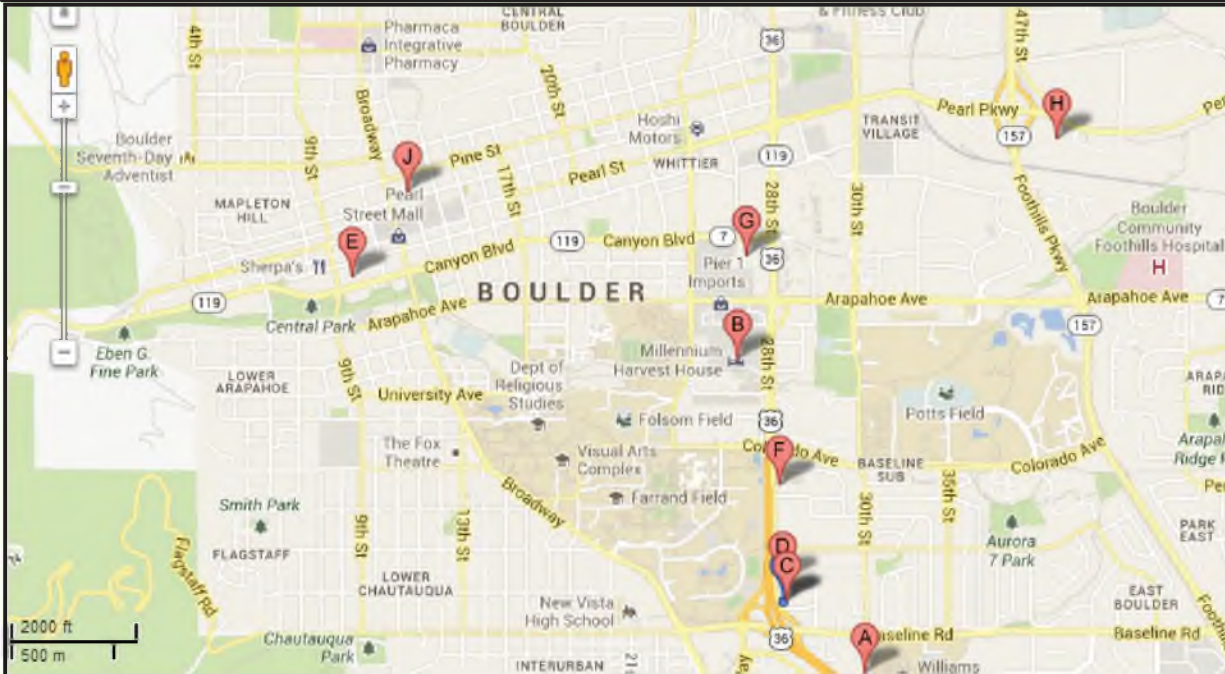 CENTRAL
BOULDER
& Fitness Club
Pharmaca
Integrative
Pharmacy
4th St
Broadway
20th St
36
47th St
H
Pearl Pkwy
157
Hoshi
Motors
TRANSIT
VILLAGE
Boulder
Seventh-Day
Adventist
9th St
J
Pine St
17th St
Pearl St
WHITTIER
119
28th St
30th St
Foothills Pkwy
MAPLETON
HILL
Pearl
Street Mall
E
Sherpa's
Canyon Blvd
119
Canyon Blvd
7
G
36
Pier 1
Imports
Boulder
Community
Foothills Hospital
H
119
Central Park
Arapahoe Ave
BOULDER
Arapahoe Ave
Arapahoe Ave
7
157
Eben G.
Fine Park
LOWER
ARAPAHOE
9th St
University Ave
Dept of
Religious
Studies
B
Millennium
Harvest House
28th St
36
Folsom Field
Potts Field
The Fox
Theatre
Visual Arts
Complex
Farrand Field
F
BASELINE
SUB
Colorado Ave
Broadway
30th St
35th St
Smith Park
9th St
13th St
FLAGSTAFF
Flagstaff Rd
LOWER
CHAUTAUQUA
D
C
Aurora
7 Park
PARK
EAST
EAST
BOULDER
New Vista
High School
36
A
Baseline Rd
Baseline Rd
2000 ft
500 m
Chautauqua
Park
INTERURBAN
Williams